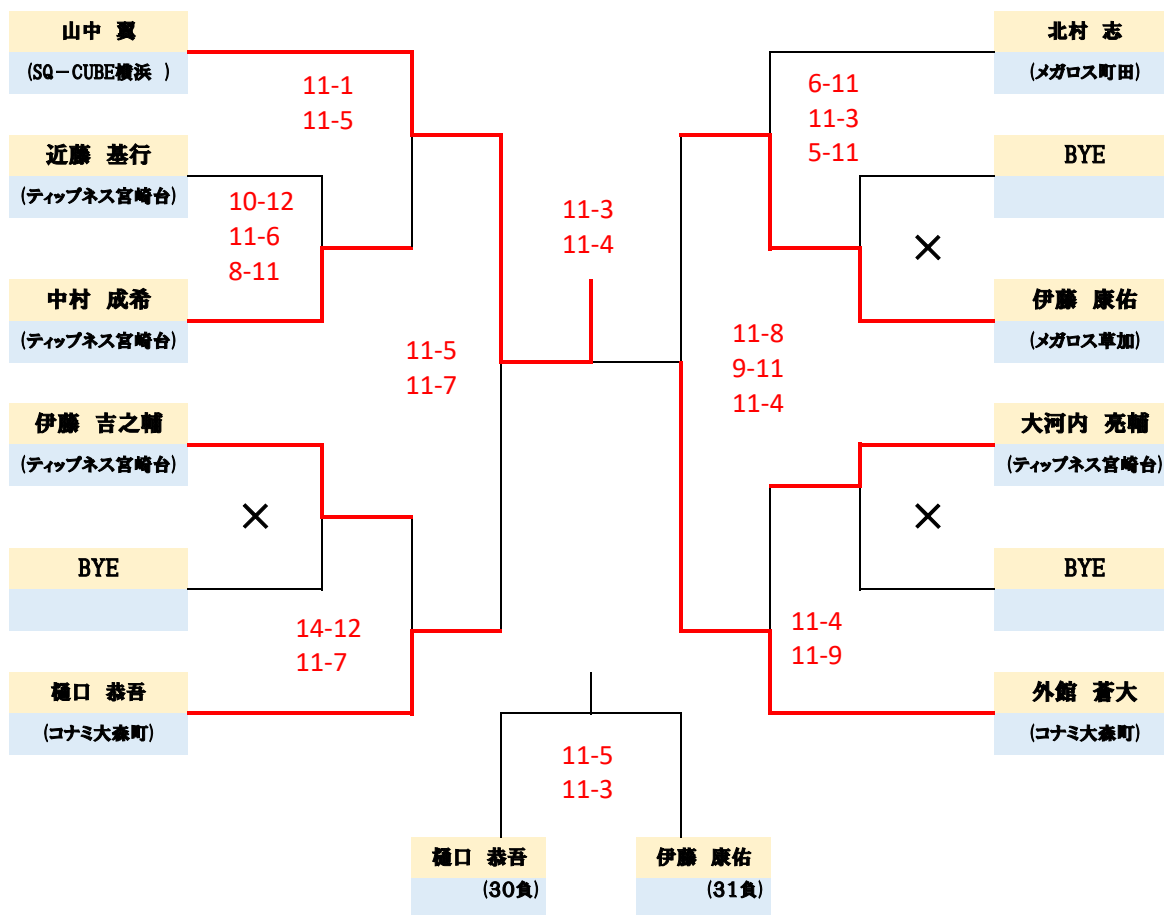 山中 翼
(SQ-CUBE横浜 )
11-1
11-5
近藤 基行
(ティップネス宮崎台)
10-12
11-6
8-11
中村 成希
(ティップネス宮崎台)
11-5
11-7
伊藤 吉之輔
(ティップネス宮崎台)
×
BYE
14-12
11-7
樋口 恭吾
(コナミ大森町)
11-3
11-4
北村 志
(メガロス町田)
6-11
11-3
5-11
BYE
×
伊藤 康佑
(メガロス草加)
11-8
9-11
11-4
大河内 亮輔
(ティップネス宮崎台)
×
BYE
11-4
11-9
外館 蒼大
(コナミ大森町)
11-5
11-3
樋口 恭吾
(30負)
伊藤 康佑
(31負)